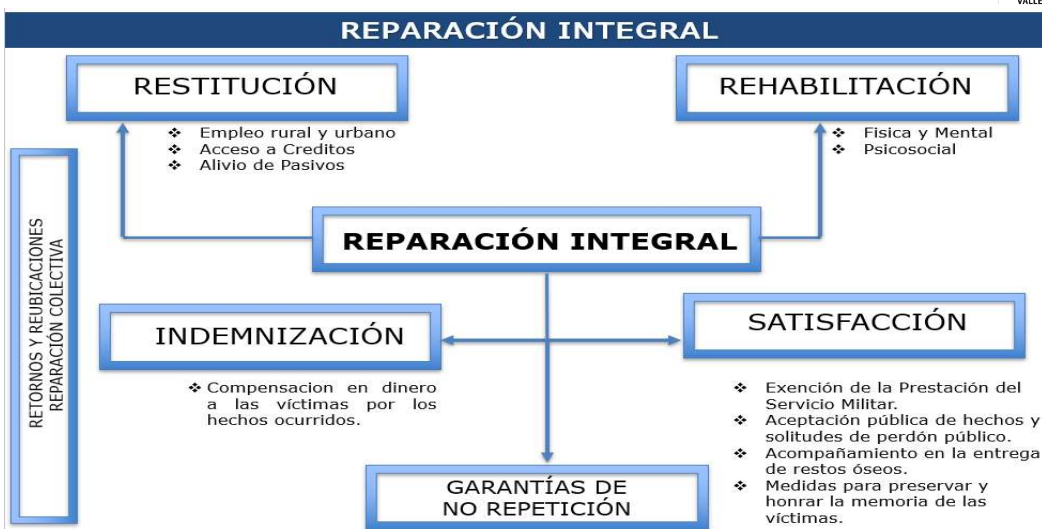 VALLE
REPARACIÓN INTEGRAL
RESTITUCIÓN
❖ Empleo rural y urbano
❖ Acceso a Creditos
❖ Alivio de Pasivos
REHABILITACIÓN
❖ Fisica y Mental
❖ Psicosocial
RETORNOS Y REUBICACIONES
REPARACIÓN COLECTIVA
REPARACIÓN INTEGRAL
INDEMNIZACIÓN
❖ Compensacion en dinero
a las víctimas por los
hechos ocurridos.
SATISFACCIÓN
❖ Exención de la Prestación del
Servicio Militar.
❖ Aceptación pública de hechos y
solitudes de perdón público.
❖ Acompañamiento en la entrega
de restos óseos.
❖ Medidas para preservar y
honrar la memoria de las
víctimas.
GARANTÍAS DE
NO REPETICIÓN